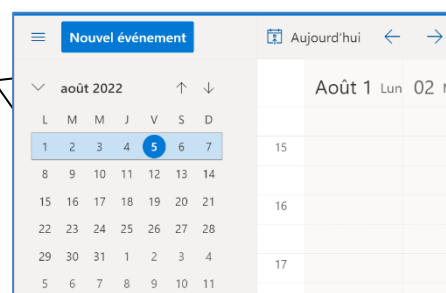 Nouvel événement
Aujourd'hui
août 2022
L M M J V S D
1 2 3 4 5 6 7
8 9 10 11 12 13 14
15 16 17 18 19 20 21
22 23 24 25 26 27 28
29 30 31 1 2 3 4
5 6 7 8 9 10 11
Août 1 Lun 02
15
16
17